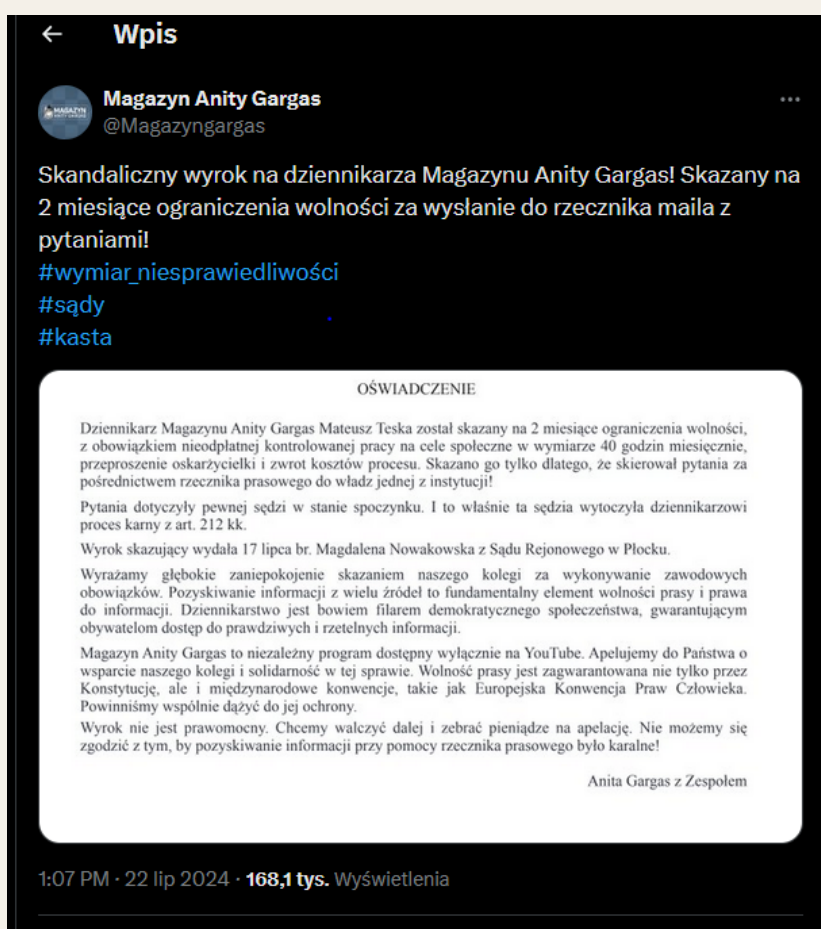 Wpis
Magazyn Anity Gargas
@Magazyngargas
Skandaliczny wyrok na dziennikarza Magazynu Anity Gargas! Skazany na
2 miesiące ograniczenia wolności za wysłanie do rzecznika maila z
pytaniami!
#wymiar_niesprawiedliwości
#sądy
#kasta
OŚWIADCZENIE
Dziennikarz Magazynu Anity Gargas Mateusz Teska został skazany na 2 miesiące ograniczenia wolności,
z obowiązkiem nieodpłatnej kontrolowanej pracy na cele społeczne w wymiarze 40 godzin miesięcznie,
przeproszenie oskarżycielki i zwrot kosztów procesu. Skazano go tylko dlatego, że skierował pytania za
pośrednictwem rzecznika prasowego do władz jednej z instytucji!
Pytania dotyczyły pewnej sędzi w stanie spoczynku. I to właśnie ta sędzia wytoczyła dziennikarzowi
proces karny z art. 212 kk.
Wyrok skazujący wydała 17 lipca br. Magdalena Nowakowska z Sądu Rejonowego w Płocku.
Wyrażamy głębokie zaniepokojenie skazaniem naszego kolegi za wykonywanie zawodowych
obowiązków. Pozyskiwanie informacji z wielu źródeł to fundamentalny element wolności prasy i prawa
do informacji. Dziennikarstwo jest bowiem filarem demokratycznego społeczeństwa, gwarantującym
obywatelom dostęp do prawdziwych i rzetelnych informacji.
Magazyn Anity Gargas to niezależny program dostępny wyłącznie na YouTube. Apelujemy do Państwa o
wsparcie naszego kolegi i solidarność w tej sprawie. Wolność prasy jest zagwarantowana nie tylko przez
Konstytucję, ale i międzynarodowe konwencje, takie jak Europejska Konwencja Praw Człowieka.
Powinniśmy wspólnie dążyć do jej ochrony.
Wyrok nie jest prawomocny. Chcemy walczyć dalej i zebrać pieniądze na apelację. Nie możemy się
zgodzić z tym, by pozyskiwanie informacji przy pomocy rzecznika prasowego było karalne!
Anita Gargas z Zespołem
1:07 PM · 22 lip 2024 · 168,1 tys. Wyświetlenia